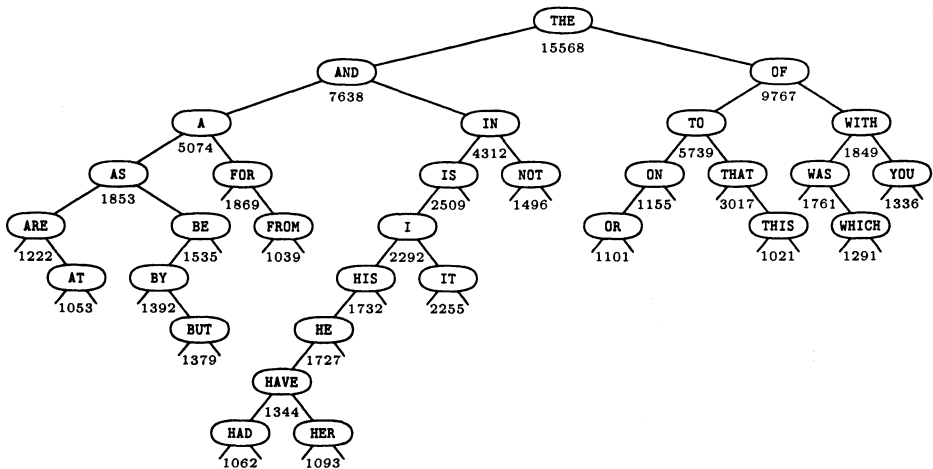 THE
15568
AND OF
7638 9767
A IN TO WITH
5074 4312 5739 1849
AS FOR IS NOT ON THAT WAS YOU
1853 1869 2509 1496 1155 3017 1761 1336
ARE BE FROM I OR THIS WHICH
1222 1535 1039 2292 1101 1021 1291
AT BY HIS IT
1053 1392 1732 2255
BUT HE
1379 1727
HAVE
1344
HAD HER
1062 1093